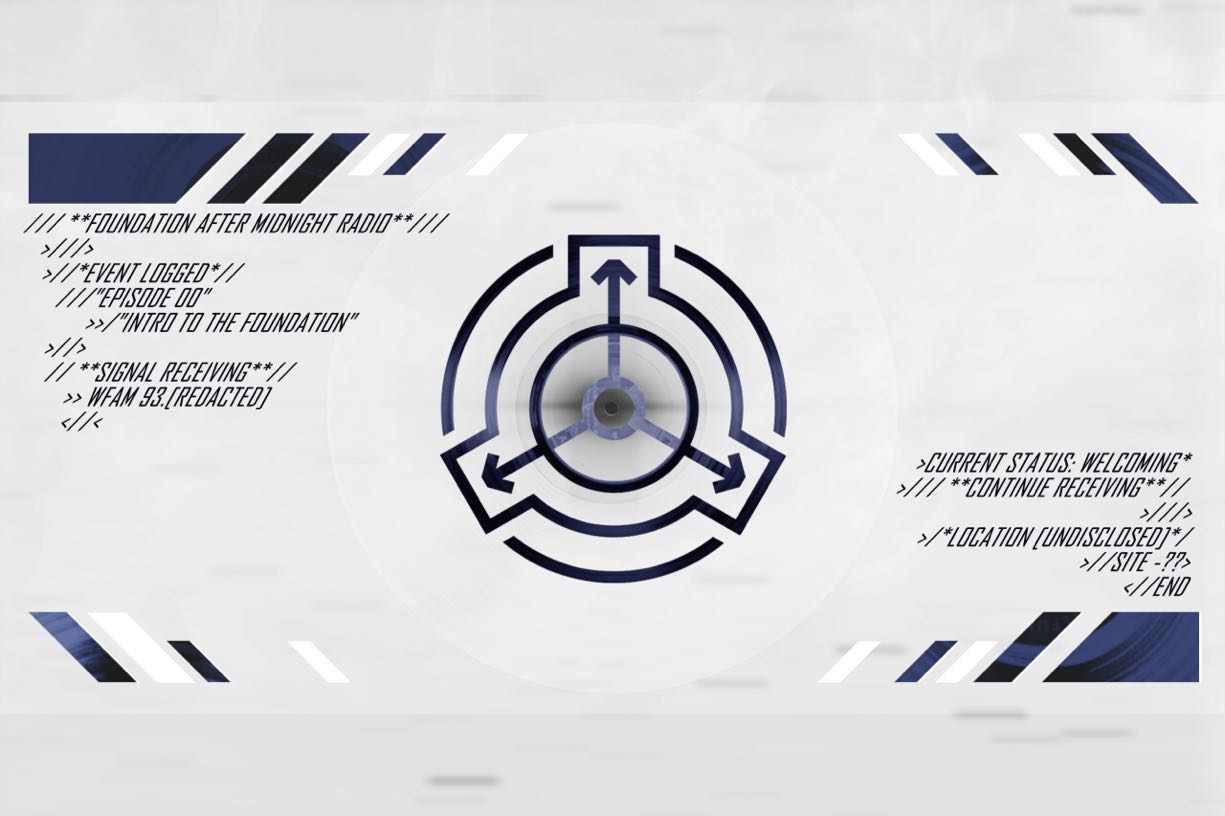 /// **FOUNDATION AFTER MIDNIGHT RADIO**///
>///>
>//*EVENT LOGGED*//
///"EPISODE 00"
>>/"INTRO TO THE FOUNDATION"
>//>
// **SIGNAL RECEIVING**//
>> WFAM 93.[REDACTED]
<//<
>CURRENT STATUS: WELCOMING*
>/// **CONTINUE RECEIVING**//
>///>
>/*LOCATION [UNDISCLOSED]*/
>//SITE -??>
<//END